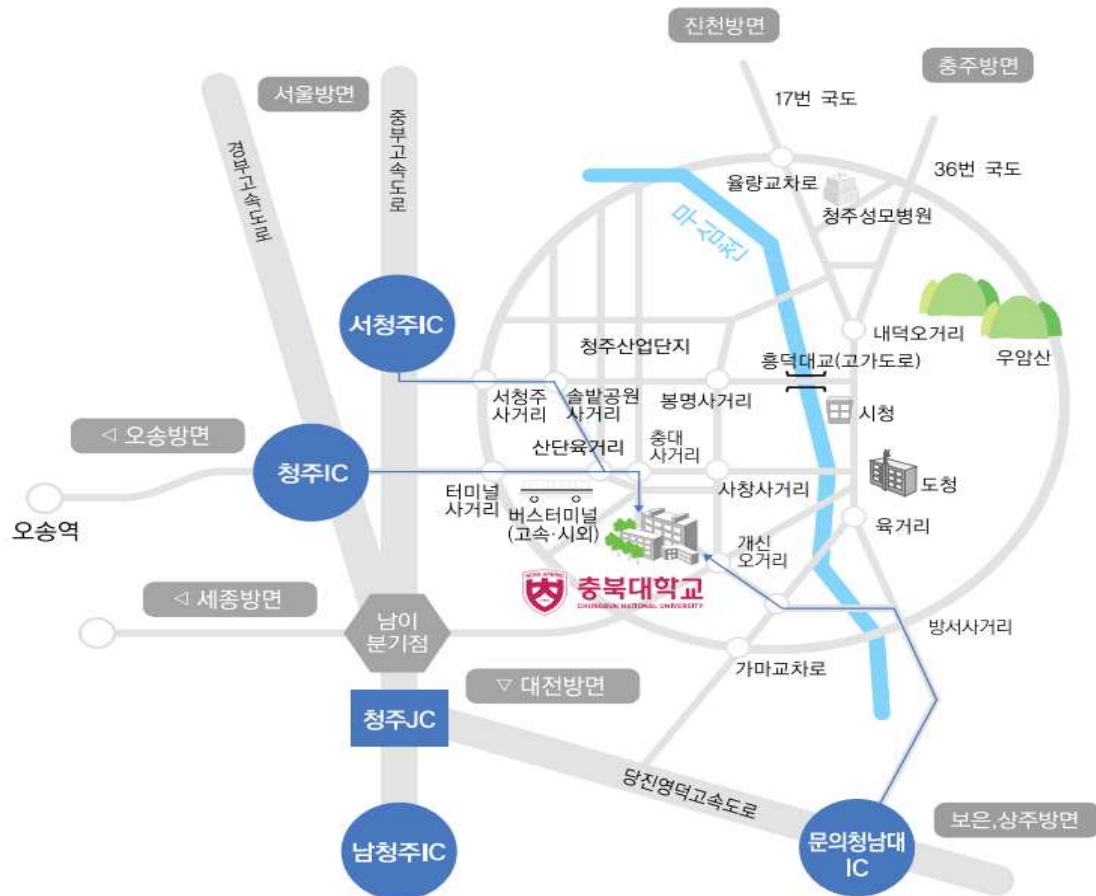 진천방면
서울방면
충주방면
17번 국도
36번 국도
경부고속도로
중부고속도로
율량교차로
청주성모병원
무심천
서청주IC
내덕오거리
우암산
청주산업단지
흥덕대교(고가도로)
서청주
사거리
솔밭공원
사거리
봉명사거리
시청
◁ 오송방면
청주IC
산단육거리
충대
사거리
사창사거리
도청
오송역
터미널
사거리
버스터미널
(고속·시외)
육거리
개신
오거리
충북대학교
CHUNGBUK NATIONAL UNIVERSITY
◁ 세종방면
남이
분기점
방서사거리
가마교차로
▽ 대전방면
청주JC
당진영덕고속도로
남청주IC
문의청남대
IC
보은,상주방면